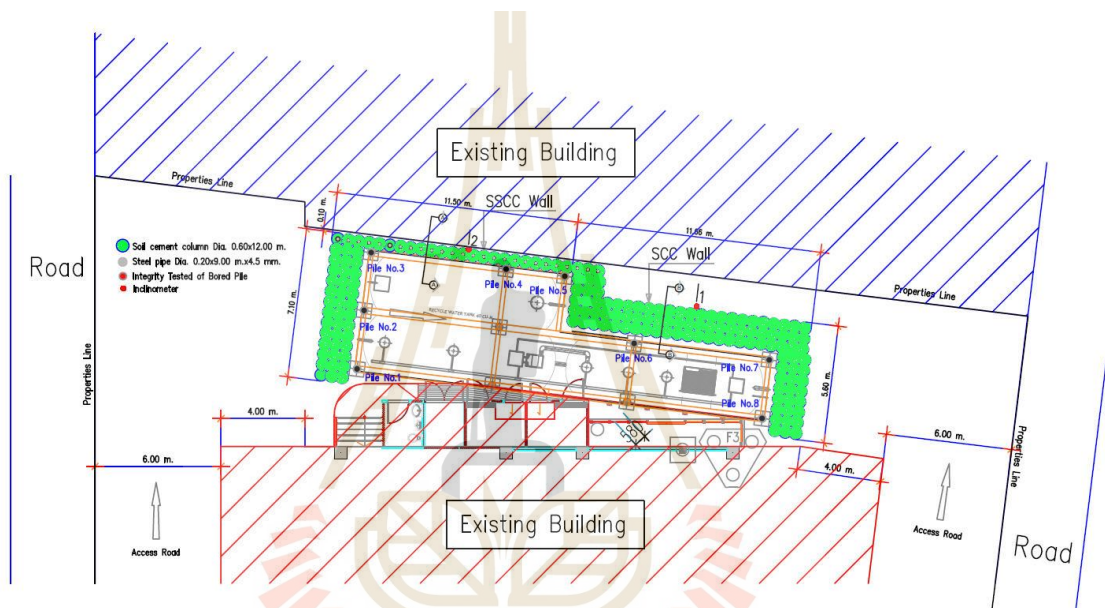 Existing Building
Properties Line
11.50 m.
SSCC Wall
0.10 m.
11.66 m.
Soil cement column Dia. 0.60x12.00 m.
Steel pipe Dia. 0.20x9.00 m.x4.5 mm.
Integrity Tested of Bored Pile
Inclinometer
Road
2
SCC Wall
Pile No.3
Pile No.4
Pile No.5
1
Properties Line
7.10 m.
Pile No.2
Pile No.6
Pile No.7
Pile No.1
Pile No.8
5.60 m.
Properties Line
4.00 m.
F3
6.00 m.
6.00 m.
4.00 m.
Properties Line
Existing Building
Access Road
Access Road
Road